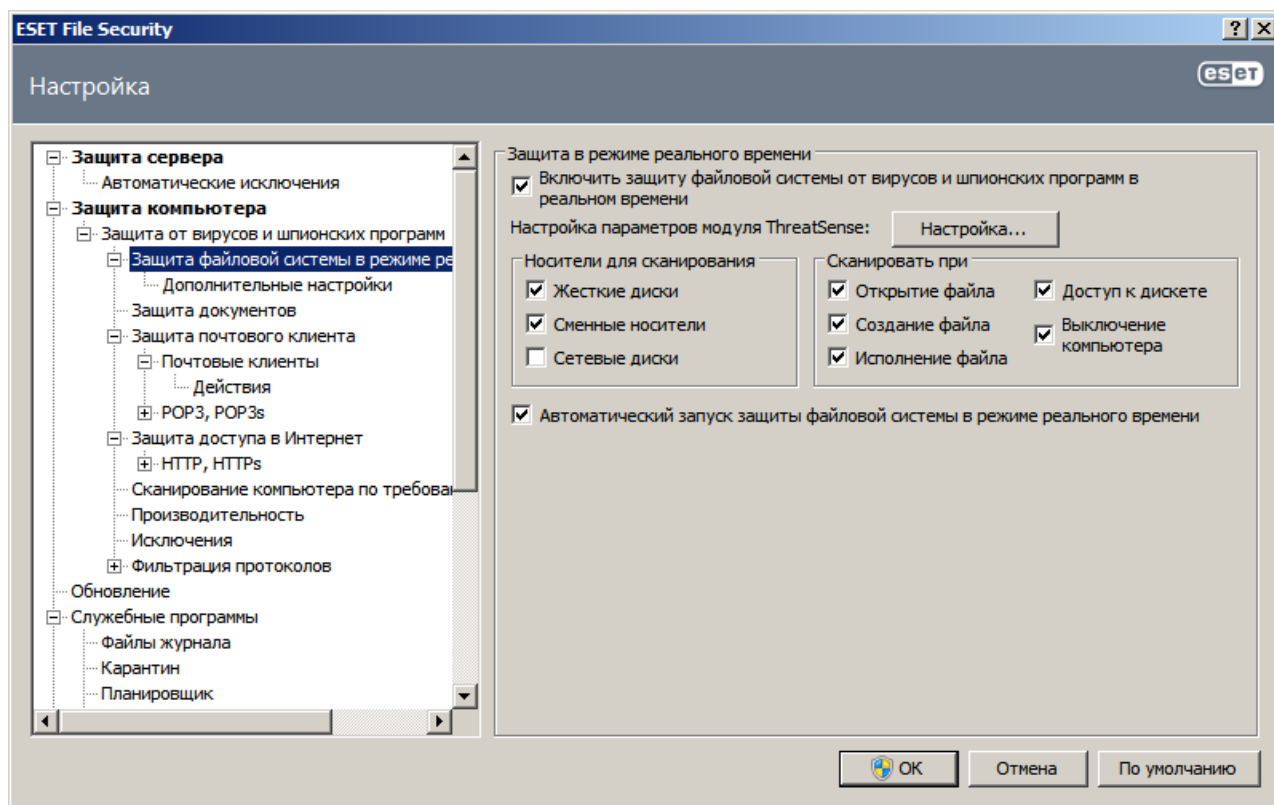 ESET File Security
Настройка
eset
Защита сервера
Автоматические исключения
Защита компьютера
Защита от вирусов и шпионских программ
Защита файловой системы в режиме ре
Дополнительные настройки
Защита документов
Защита почтового клиента
Почтовые клиенты
Действия
POP3, POP3s
Защита доступа в Интернет
HTTP, HTTPs
Сканирование компьютера по требован
Производительность
Исключения
Фильтрация протоколов
Обновление
Служебные программы
Файлы журнала
Карантин
Планировщик
Защита в режиме реального времени
Включить защиту файловой системы от вирусов и шпионских программ в
реальном времени
Настройка параметров модуля ThreatSense: Настройка...
Носители для сканирования
Жесткие диски
Сменные носители
Сетевые диски
Сканировать при
Открытие файла
Создание файла
Исполнение файла
Доступ к дискете
Выключение
компьютера
Автоматический запуск защиты файловой системы в режиме реального времени
OK Отмена По умолчанию